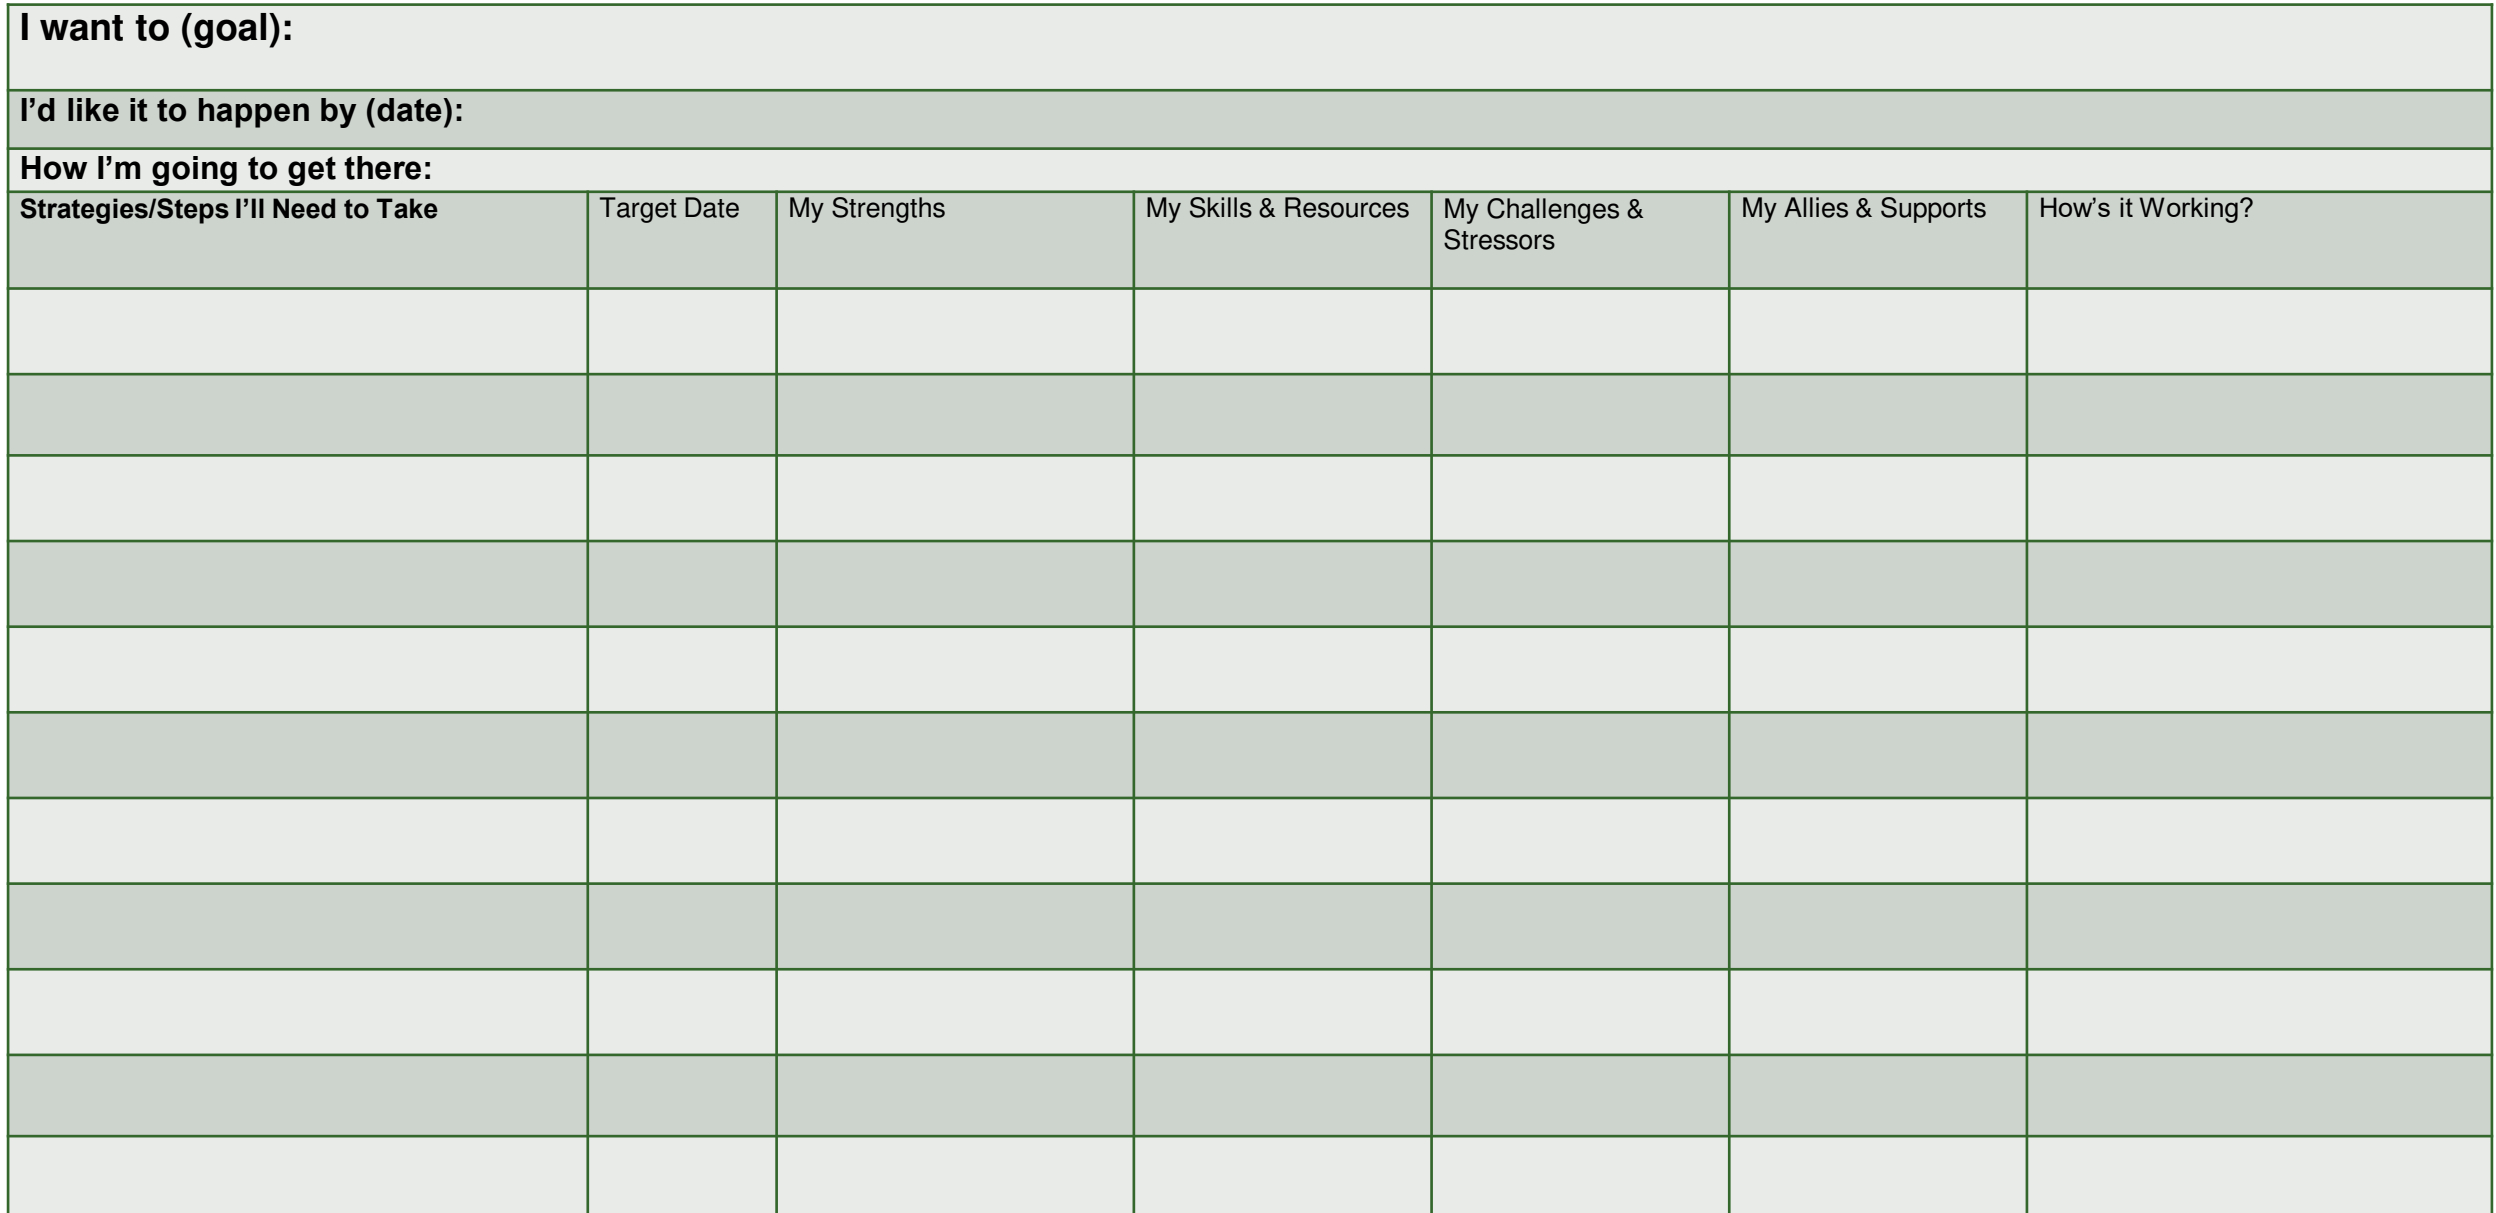 I want to (goal):
I’d like it to happen by (date):
How I’m going to get there:
Strategies/Steps I’ll Need to Take
Target Date
My Strengths
My Skills & Resources
My Challenges &
Stressors
My Allies & Supports
How’s it Working?